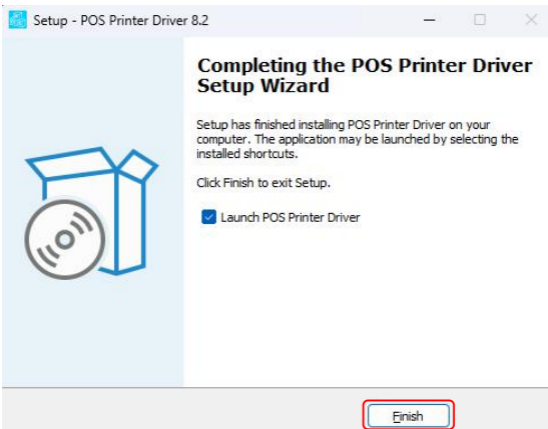 Setup - POS Printer Driver 8.2
Completing the POS Printer Driver
Setup Wizard
Setup has finished installing POS Printer Driver on your
computer. The application may be launched by selecting the
installed shortcuts.
Click Finish to exit Setup.
Launch POS Printer Driver
Finish